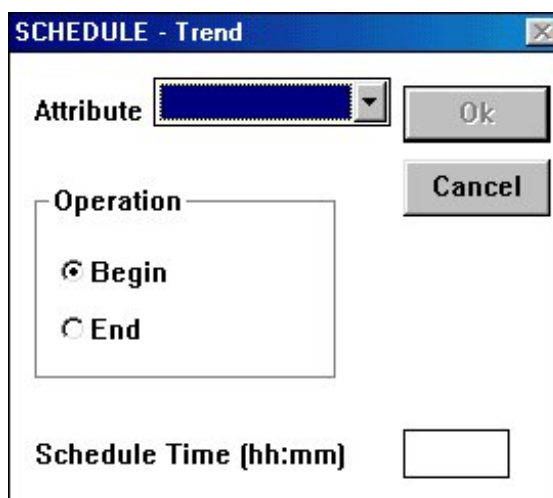 SCHEDULE - Trend
Attribute
Ok
Cancel
Operation
Begin
End
Schedule Time (hh:mm)